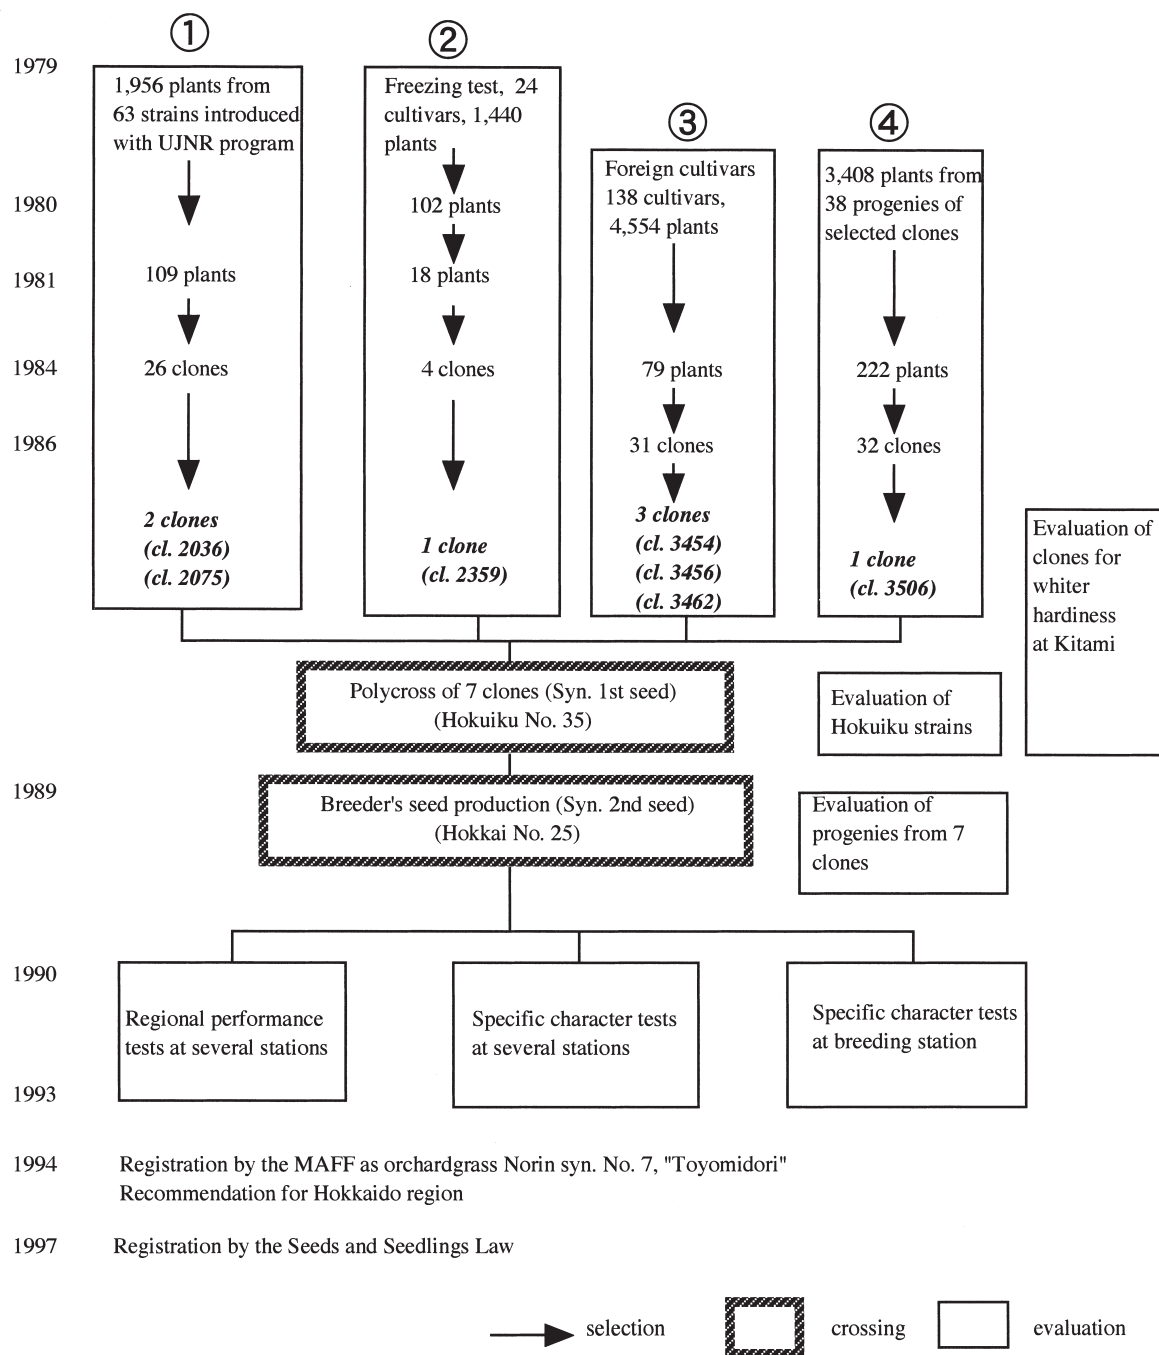 ①
②
③
④
1979
1,956 plants from
63 strains introduced
with UJNR program
109 plants
26 clones
2 clones
(cl. 2036)
(cl. 2075)
Freezing test, 24
cultivars, 1,440
plants
102 plants
18 plants
4 clones
1 clone
(cl. 2359)
Foreign cultivars
138 cultivars,
4,554 plants
79 plants
31 clones
3 clones
(cl. 3454)
(cl. 3456)
(cl. 3462)
3,408 plants from
38 progenies of
selected clones
222 plants
32 clones
1 clone
(cl. 3506)
1980
1981
1984
1986
Evaluation of
clones for
whiter
hardiness
at Kitami
Polycross of 7 clones (Syn. 1st seed)
(Hokuiku No. 35)
Evaluation of
Hokuiku strains
1989
Breeder's seed production (Syn. 2nd seed)
(Hokkai No. 25)
Evaluation of
progenies from 7
clones
1990
Regional performance
tests at several stations
Specific character tests
at several stations
Specific character tests
at breeding station
1993
1994
Registration by the MAFF as orchardgrass Norin syn. No. 7, "Toyomidori"
Recommendation for Hokkaido region
1997
Registration by the Seeds and Seedlings Law
selection
crossing
evaluation